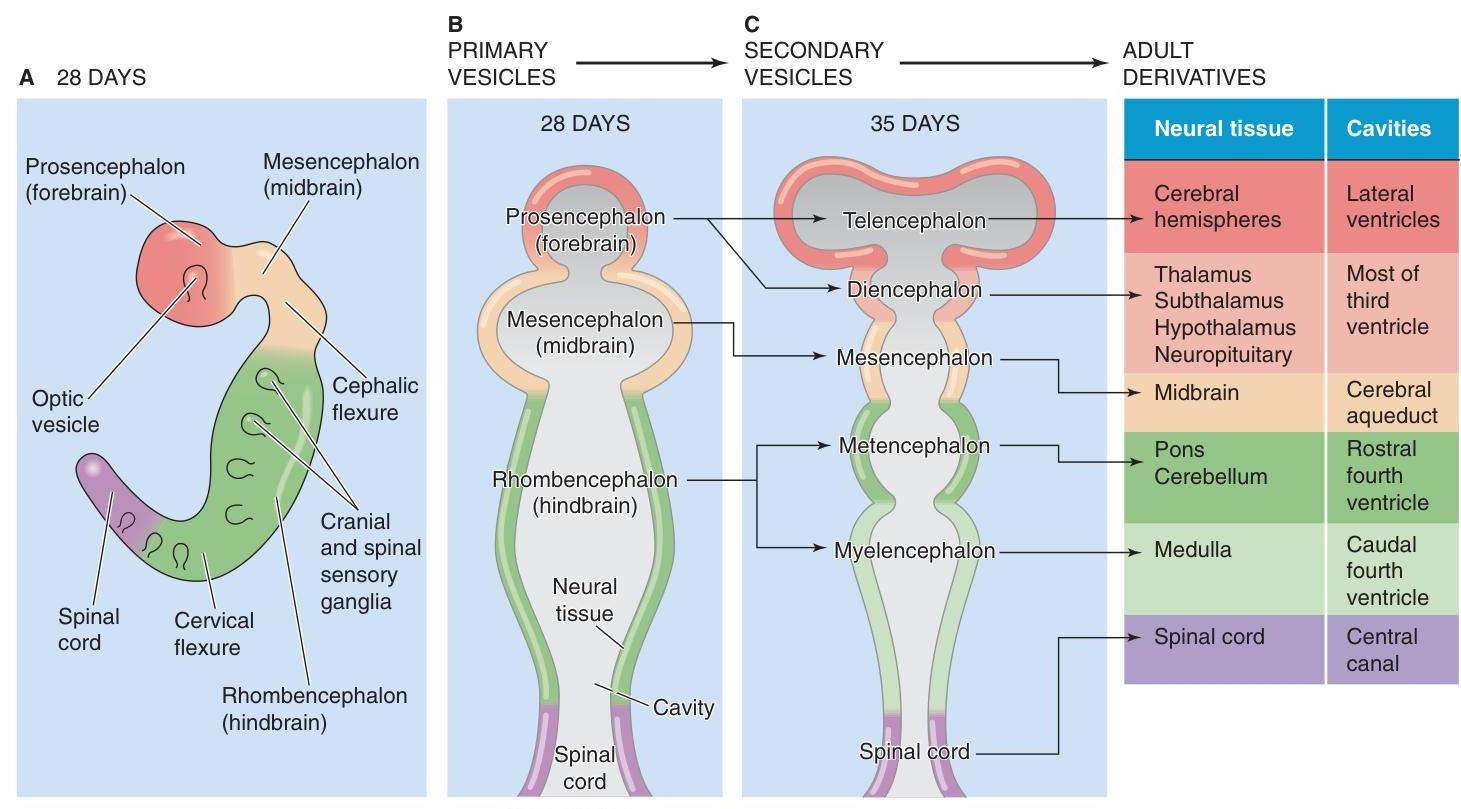 A 28 DAYS
Prosencephalon
(forebrain)
Mesencephalon
(midbrain)
Optic
vesicle
Cephalic
flexure
Cranial
and spinal
sensory
ganglia
Spinal
cord
Cervical
flexure
Rhombencephalon
(hindbrain)
B
PRIMARY
VESICLES
28 DAYS
Prosencephalon
(forebrain)
Mesencephalon
(midbrain)
Rhombencephalon
(hindbrain)
Neural
tissue
Cavity
Spinal
cord
C
SECONDARY
VESICLES
35 DAYS
Telencephalon
Diencephalon
Mesencephalon
Metencephalon
Myelencephalon
Spinal cord
ADULT
DERIVATIVES
Neural tissue
Cavities
Cerebral
hemispheres
Lateral
ventricles
Thalamus
Subthalamus
Hypothalamus
Neuropituitary
Most of
third
ventricle
Midbrain
Cerebral
aqueduct
Pons
Cerebellum
Rostral
fourth
ventricle
Medulla
Caudal
fourth
ventricle
Spinal cord
Central
canal